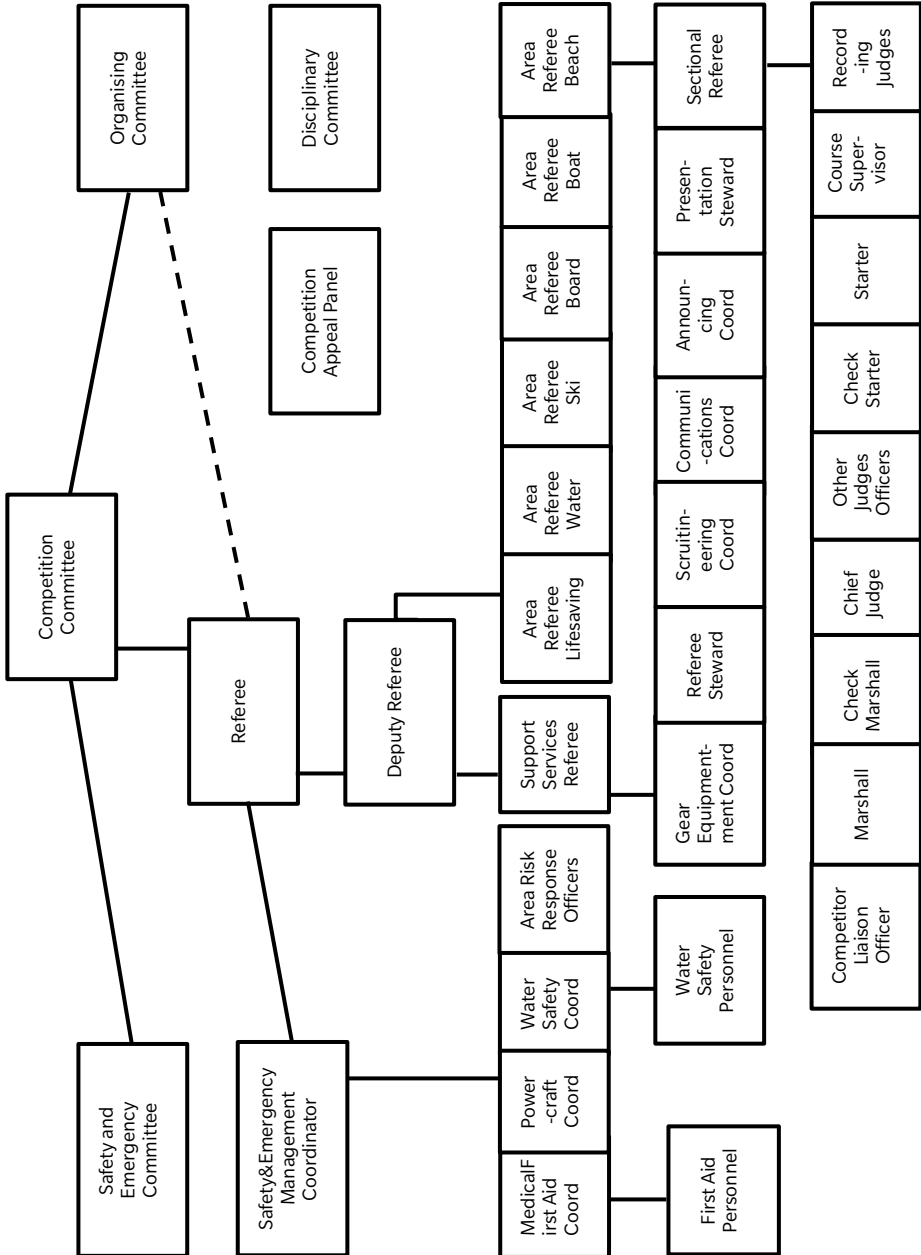 Competition
Committee
Safety and
Emergency
Committee
Organising
Committee
Safety&Emergency
Management
Coordinator
Referee
Competition
Appeal Panel
Disciplinary
Committee
Deputy Referee
MedicalF
irst Aid
Coord
Power
-craft
Coord
Water
Safety
Coord
Area Risk
Response
Officers
Support
Services
Referee
Area
Referee
Lifesaving
Area
Referee
Water
Area
Referee
Ski
Area
Referee
Board
Area
Referee
Boat
Area
Referee
Beach
First Aid
Personnel
Water
Safety
Personnel
Gear
Equipment-
ment Coord
Referee
Steward
Scruitin-
eering
Coord
Communi
-cations
Coord
Announ-
cing
Coord
Presen-
tation
Steward
Sectional
Referee
Competitor
Liaison
Officer
Marshall
Check
Marshall
Chief
Judge
Other
Judges
Officers
Check
Starter
Starter
Course
Super-
visor
Record
-ing
Judges